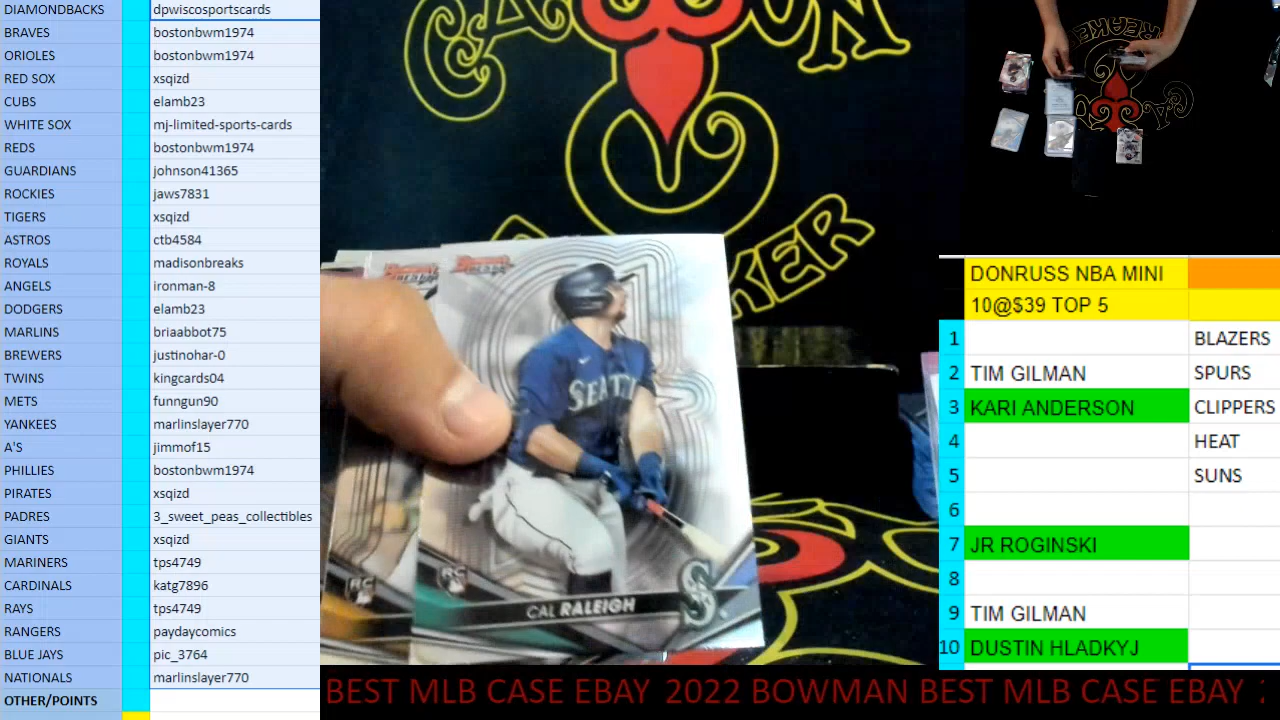 DIAMONDBACKS dpwiscosportscards
BRAVES bostonbwm1974
ORIOLES bostonbwm1974
RED SOX xsqizd
CUBS elamb23
WHITE SOX mj-limited-sports-cards
REDS bostonbwm1974
GUARDIANS johnson41365
ROCKIES jaws7831
TIGERS xsqizd
ASTROS ctb4584
ROYALS madisonbreaks
ANGELS ironman-8
DODGERS elamb23
MARLINS briaabbot75
BREWERS justinohar-0
TWINS kingcards04
METS funngun90
YANKEES marlinslayer770
A'S jimmof15
PHILLIES bostonbwm1974
PIRATES xsqizd
PADRES 3_sweet_peas_collectibles
GIANTS xsqizd
MARINERS tps4749
CARDINALS katg7896
RAYS tps4749
RANGERS paydaycomics
BLUE JAYS pic_3764
NATIONALS marlinslayer770
OTHER/POINTS
SEATTL
RC
RC
CAL RALEIGH
S
DONRUSS NBA MINI
10@$39 TOP 5
1 BLAZERS
2 TIM GILMAN SPURS
3 KARI ANDERSON CLIPPERS
4 HEAT
5 SUNS
6
7 JR ROGINSKI
8
9 TIM GILMAN
10 DUSTIN HLADKYJ
BEST MLB CASE EBAY 2022 BOWMAN BEST MLB CASE EBAY